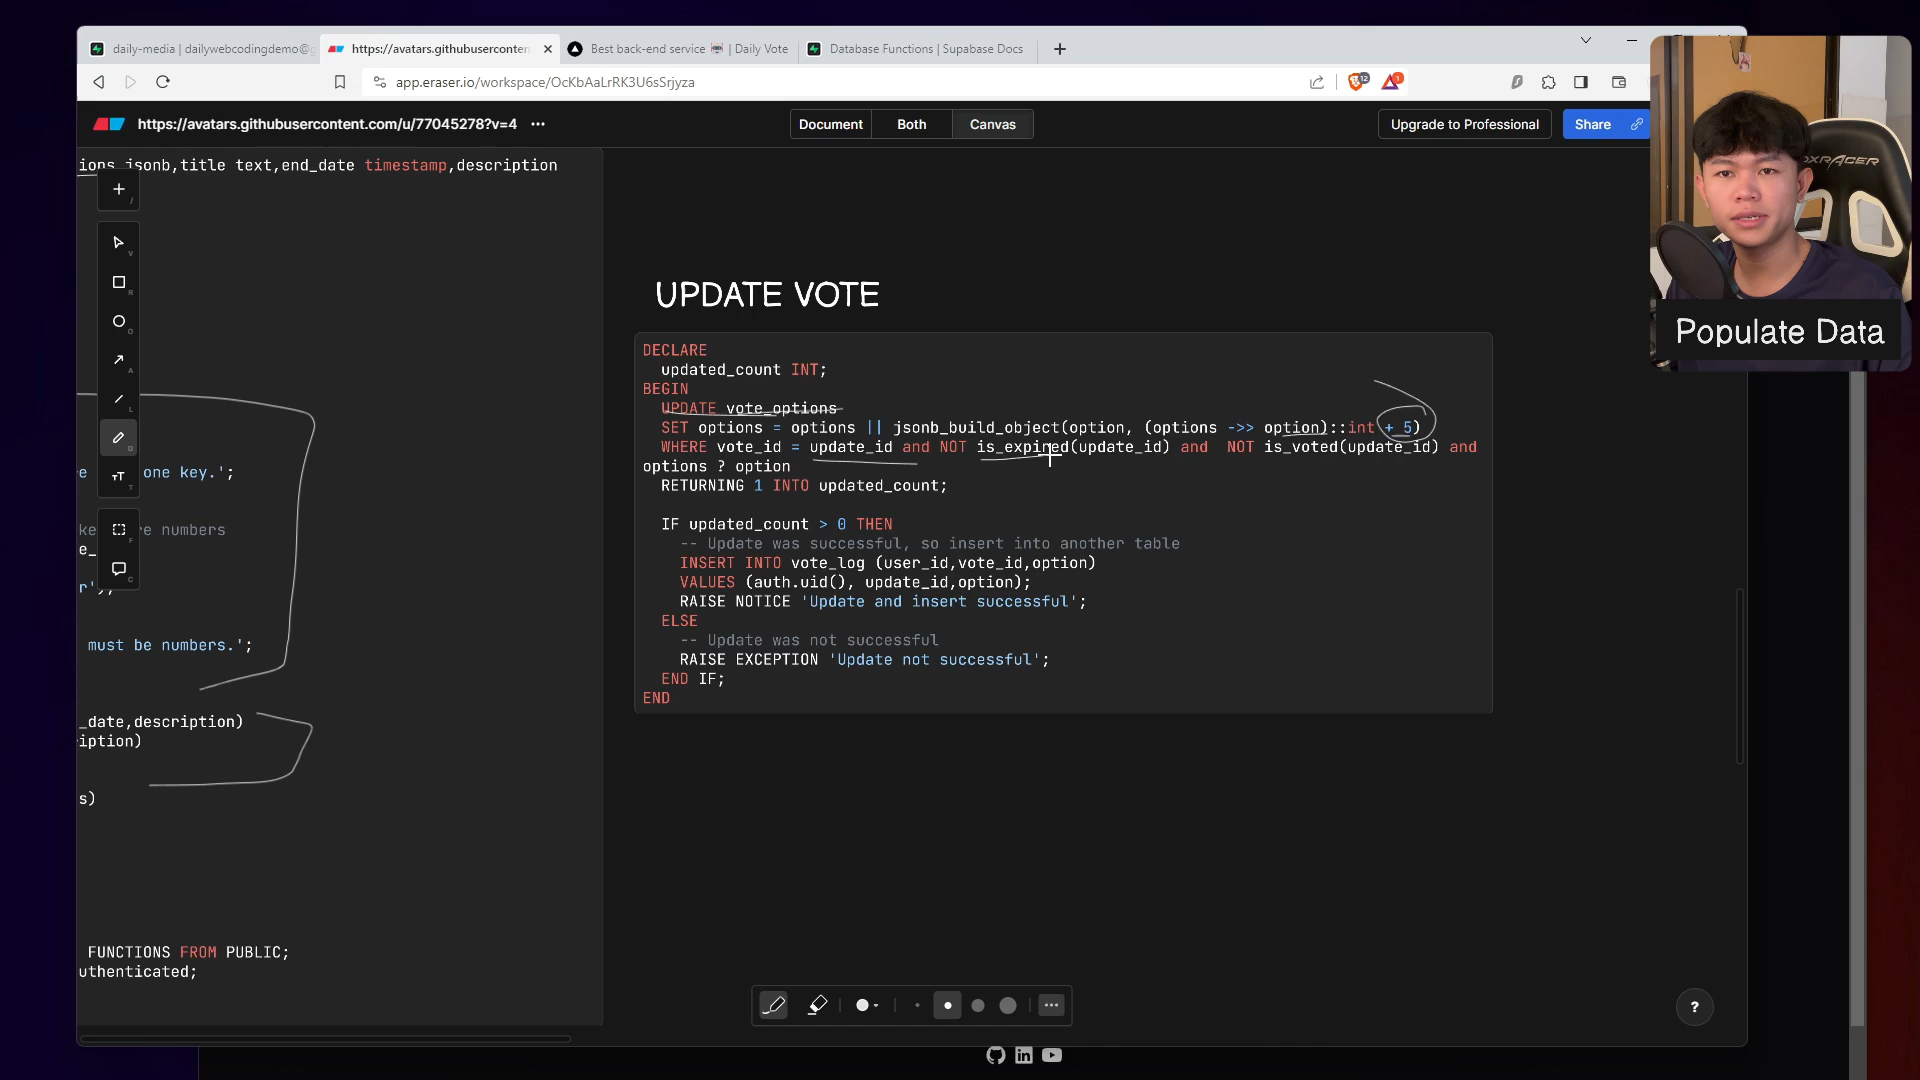 daily-media | dailywebcodingdemo@g
https://avatars.githubusercontent
Best back-end service | Daily Vote
Database Functions | Supabase Docs
app.eraser.io/workspace/OcKbAaLrRK3U6sSrjyza
12
1
https://avatars.githubusercontent.com/u/77045278?v=4
Document
Both
Canvas
Upgrade to Professional
Share
ions jsonb,title text,end_date timestamp,description
UPDATE VOTE
Populate Data
DECLARE
updated_count INT;
BEGIN
UPDATE vote_options
SET options = options || jsonb_build_object(option, (options ->> option)::int + 5)
WHERE vote_id = update_id and NOT is_expired(update_id) and NOT is_voted(update_id) and
options ? option
RETURNING 1 INTO updated_count;
IF updated_count > 0 THEN
-- Update was successful, so insert into another table
INSERT INTO vote_log (user_id,vote_id,option)
VALUES (auth.uid(), update_id,option);
RAISE NOTICE 'Update and insert successful';
ELSE
-- Update was not successful
RAISE EXCEPTION 'Update not successful';
END IF;
END
e one key.';
ke re numbers
e_
r');
must be numbers.';
_date,description)
iption)
s)
FUNCTIONS FROM PUBLIC;
uthenticated;
?